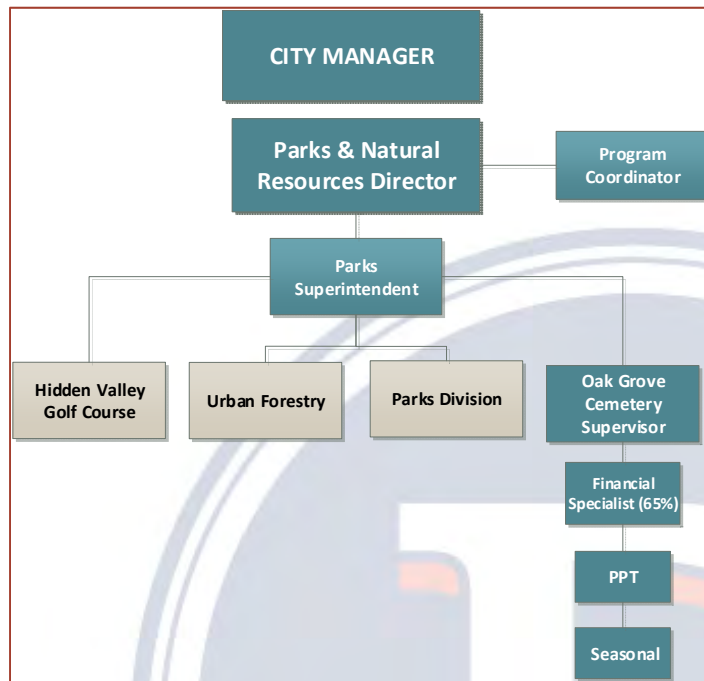 CITY MANAGER
Parks & Natural
Resources Director
Program
Coordinator
Parks
Superintendent
Hidden Valley
Golf Course
Urban Forestry
Parks Division
Oak Grove
Cemetery
Supervisor
Financial
Specialist (65%)
PPT
Seasonal